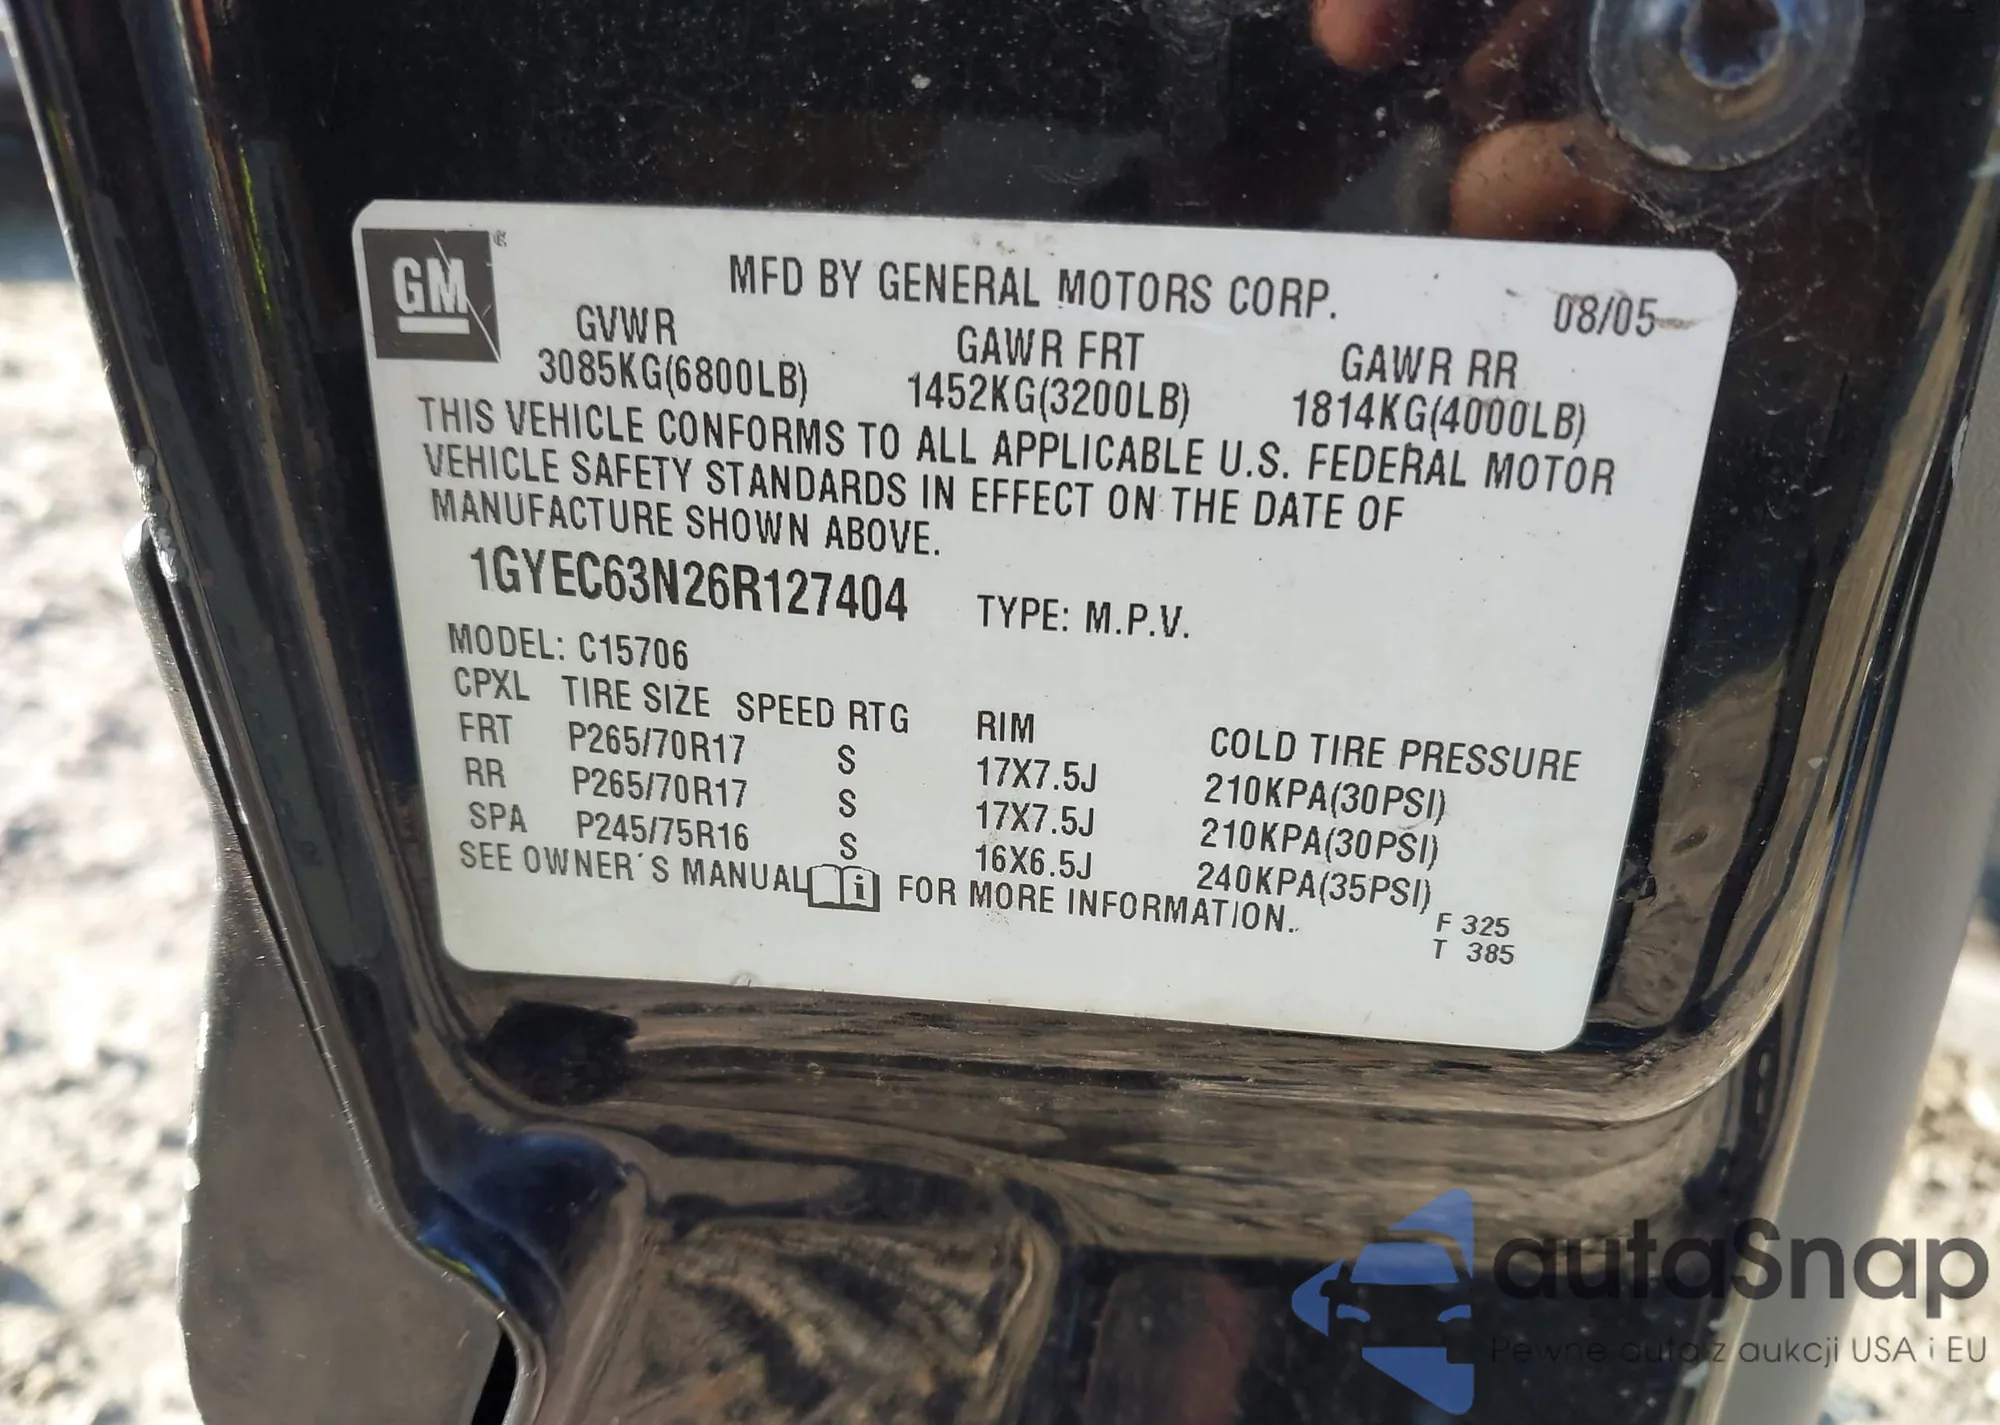 GM
MFD BY GENERAL MOTORS CORP. 08/05
GVWR GAWR FRT GAWR RR
3085KG(6800LB) 1452KG(3200LB) 1814KG(4000LB)
THIS VEHICLE CONFORMS TO ALL APPLICABLE U.S. FEDERAL MOTOR
VEHICLE SAFETY STANDARDS IN EFFECT ON THE DATE OF
MANUFACTURE SHOWN ABOVE.
1GYEC63N26R127404 TYPE: M.P.V.
MODEL: C15706
CPXL TIRE SIZE SPEED RTG RIM COLD TIRE PRESSURE
FRT P265/70R17 S 17X7.5J 210KPA(30PSI)
RR P265/70R17 S 17X7.5J 210KPA(30PSI)
SPA P245/75R16 S 16X6.5J 240KPA(35PSI)
SEE OWNER´S MANUAL i FOR MORE INFORMATION.
F 325
T 385
autaSnap
Pewne auta z aukcji USA i EU